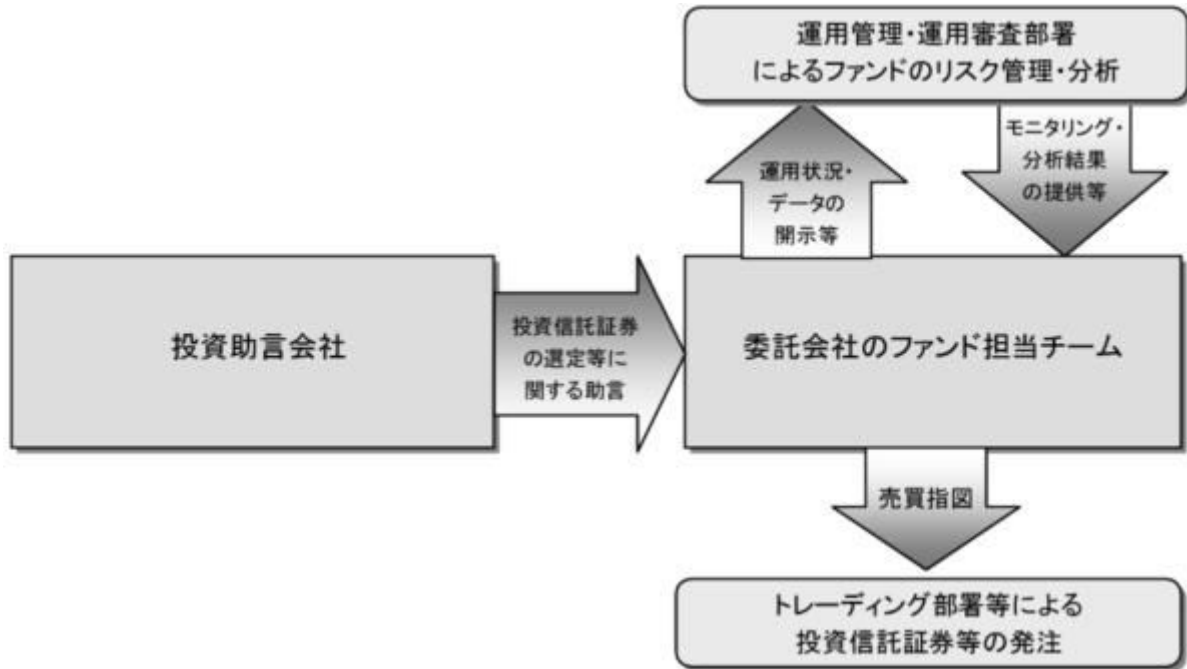 運用管理・運用審査部署
によるファンドのリスク管理・分析
運用状況・
データの
開示等
モニタリング・
分析結果
の提供等
投資助言会社
投資信託証券
の選定等に
関する助言
委託会社のファンド担当チーム
売買指図
トレーディング部署等による
投資信託証券等の発注